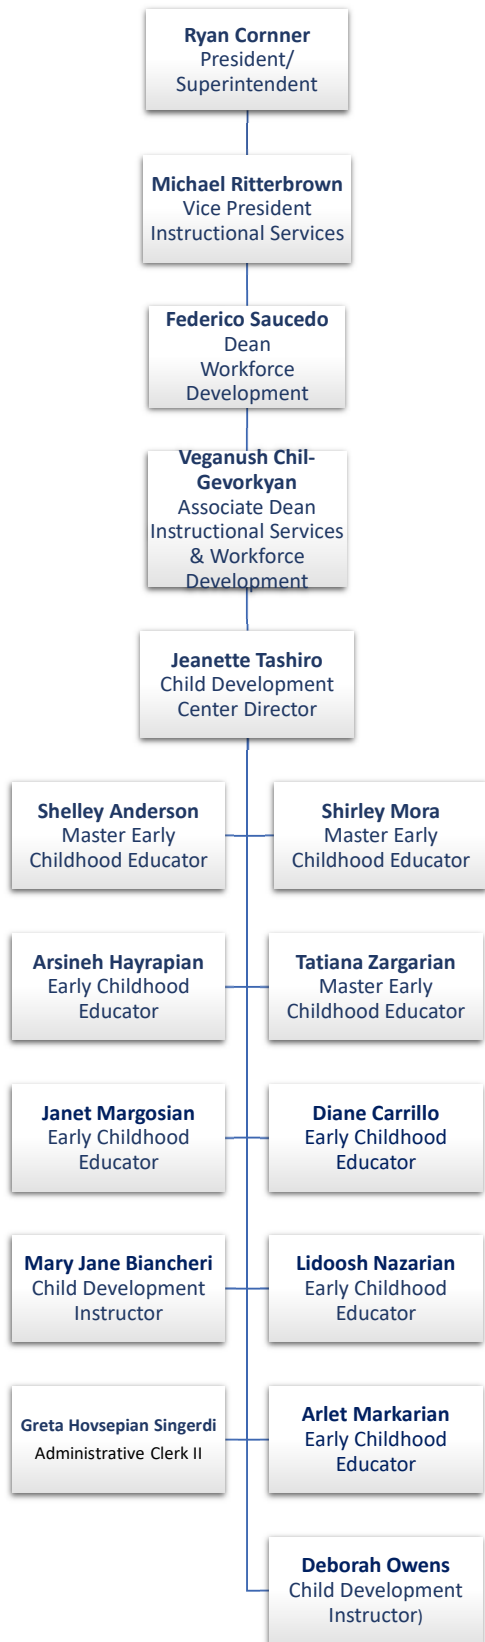 Ryan Cornner
President/
Superintendent
Michael Ritterbrown
Vice President
Instructional Services
Federico Saucedo
Dean
Workforce
Development
Veganush Chil-
Gevorkyan
Associate Dean
Instructional Services
& Workforce
Development
Jeanette Tashiro
Child Development
Center Director
Shelley Anderson
Master Early
Childhood Educator
Shirley Mora
Master Early
Childhood Educator
Arsineh Hayrapian
Early Childhood
Educator
Tatiana Zargarian
Master Early
Childhood Educator
Janet Margosian
Early Childhood
Educator
Diane Carrillo
Early Childhood
Educator
Mary Jane Biancheri
Child Development
Instructor
Lidoosh Nazarian
Early Childhood
Educator
Greta Hovsepian Singerdi
Administrative Clerk II
Arlet Markarian
Early Childhood
Educator
Deborah Owens
Child Development
Instructor)